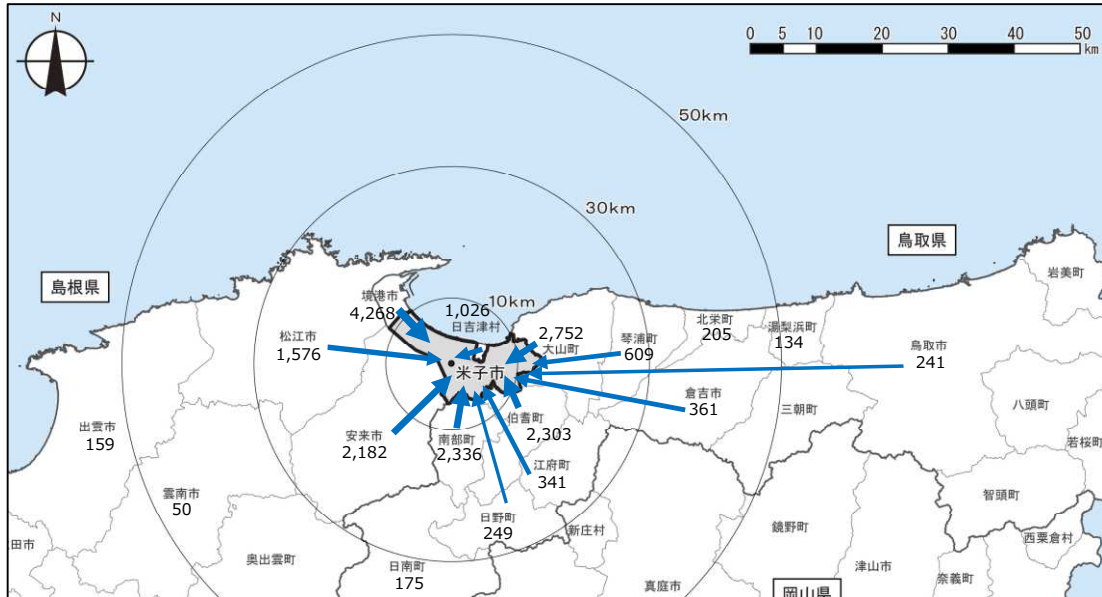 N
0 5 10 20 30 40 50
km
50km
30km
鳥取県
島根県
岩美町
境港市
4,268
1,026
10km
日吉津村
2,752
大山町
北栄町
205
湯梨浜町
134
松江市
1,576
琴浦町
609
鳥取市
241
米子市
倉吉市
361
三朝町
八頭町
出雲市
159
安来市
2,182
南部町
2,336
伯耆町
2,303
若桜町
江府町
341
雲南市
50
智頭町
日野町
249
新庄村
鏡野町
西粟倉村
田市
奥出雲町
日南町
175
真庭市
津山市
奈義町
岡山県